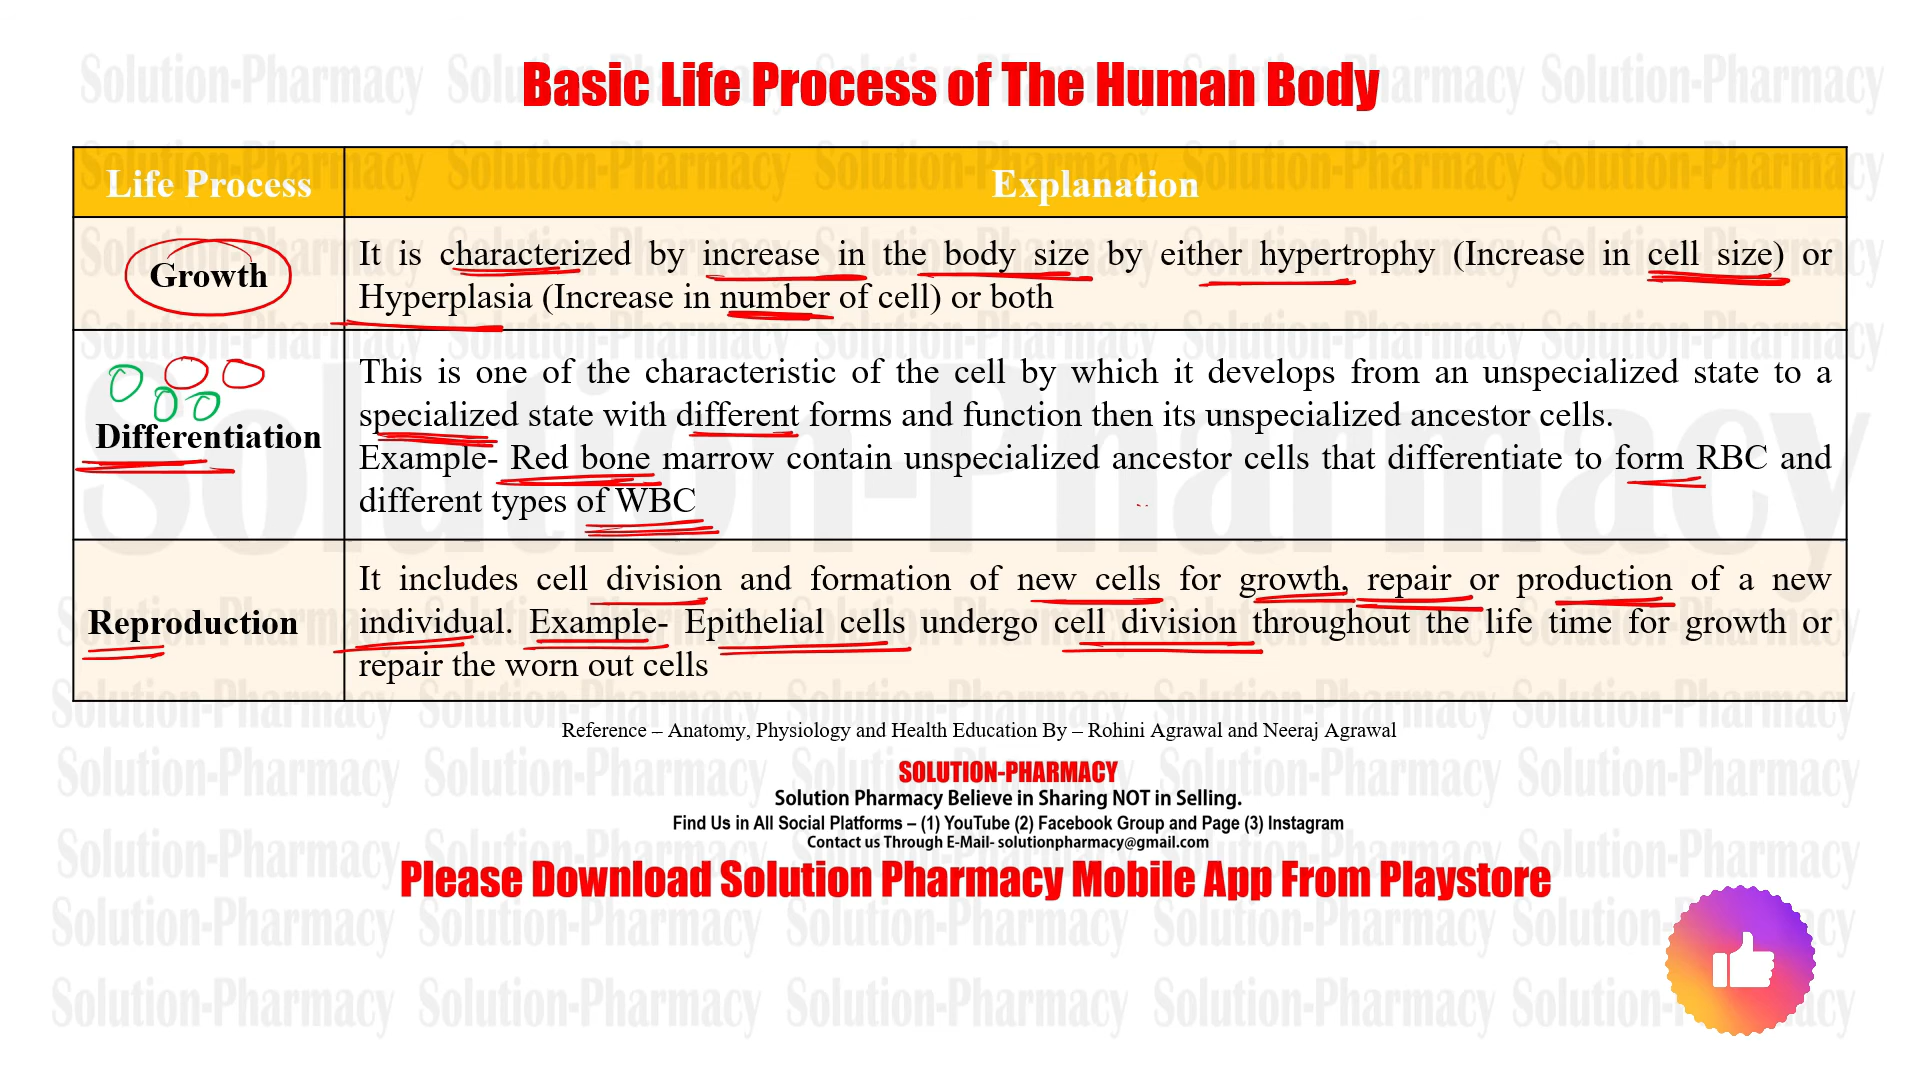 Basic Life Process of The Human Body
Life Process
Explanation
Growth
It is characterized by increase in the body size by either hypertrophy (Increase in cell size) or
Hyperplasia (Increase in number of cell) or both
Differentiation
This is one of the characteristic of the cell by which it develops from an unspecialized state to a
specialized state with different forms and function then its unspecialized ancestor cells.
Example- Red bone marrow contain unspecialized ancestor cells that differentiate to form RBC and
different types of WBC
Reproduction
It includes cell division and formation of new cells for growth, repair or production of a new
individual. Example- Epithelial cells undergo cell division throughout the life time for growth or
repair the worn out cells
Reference – Anatomy, Physiology and Health Education By – Rohini Agrawal and Neeraj Agrawal
SOLUTION-PHARMACY
Solution Pharmacy Believe in Sharing NOT in Selling.
Find Us in All Social Platforms – (1) YouTube (2) Facebook Group and Page (3) Instagram
Contact us Through E-Mail- solutionpharmacy@gmail.com
Please Download Solution Pharmacy Mobile App From Playstore
Solution-Pharmacy